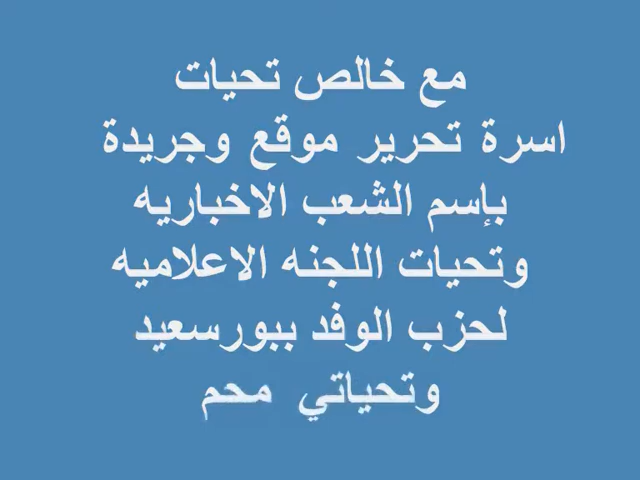 مع خالص تحيات
اسرة تحرير موقع وجريدة
بإسم الشعب الاخباريه
وتحيات اللجنه الاعلاميه
لحزب الوفد ببورسعيد
وتحياتي محم